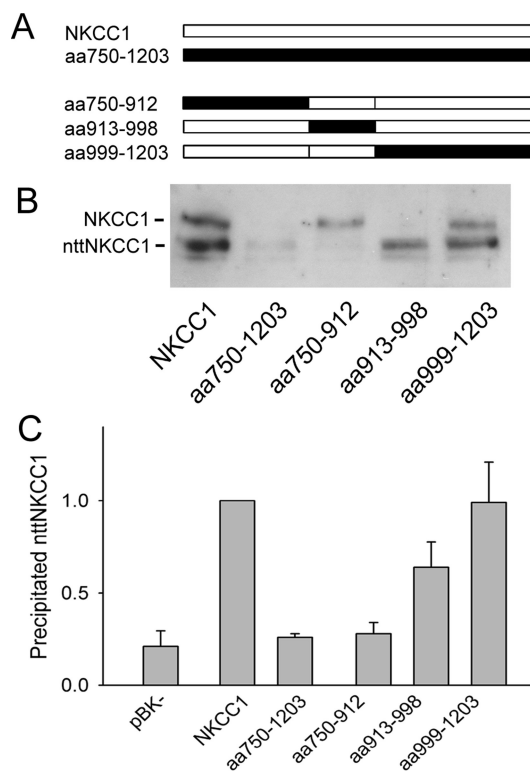 A
NKCC1
aa750-1203
aa750-912
aa913-998
aa999-1203
B
NKCC1
nttNKCC1
NKCC1
aa750-1203
aa750-912
aa913-998
aa999-1203
C
Precipitated nttNKCC1
1.0
0.5
0.0
pBK-
NKCC1
aa750-1203
aa750-912
aa913-998
aa999-1203